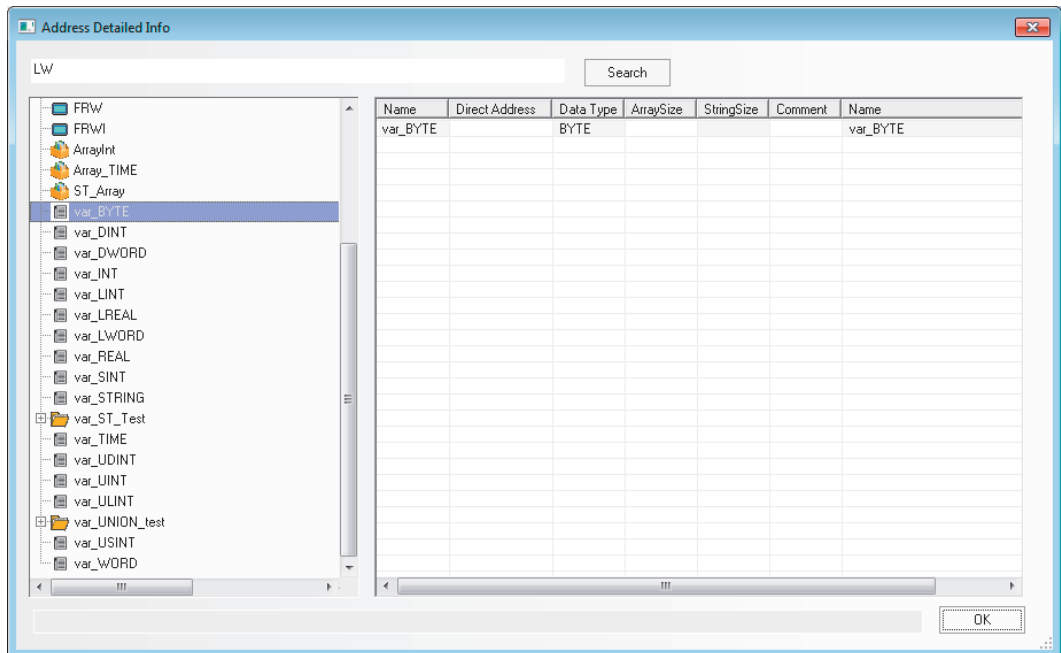 Address Detailed Info
LW
Search
FRW
FRWI
ArrayInt
Array_TIME
ST_Array
var_BYTE
var_DINT
var_DWORD
var_INT
var_LINT
var_LREAL
var_LWORD
var_REAL
var_SINT
var_STRING
var_ST_Test
var_TIME
var_UDINT
var_UINT
var_ULINT
var_UNION_test
var_USINT
var_WORD
Name Direct Address Data Type ArraySize StringSize Comment Name
var_BYTE BYTE var_BYTE
OK